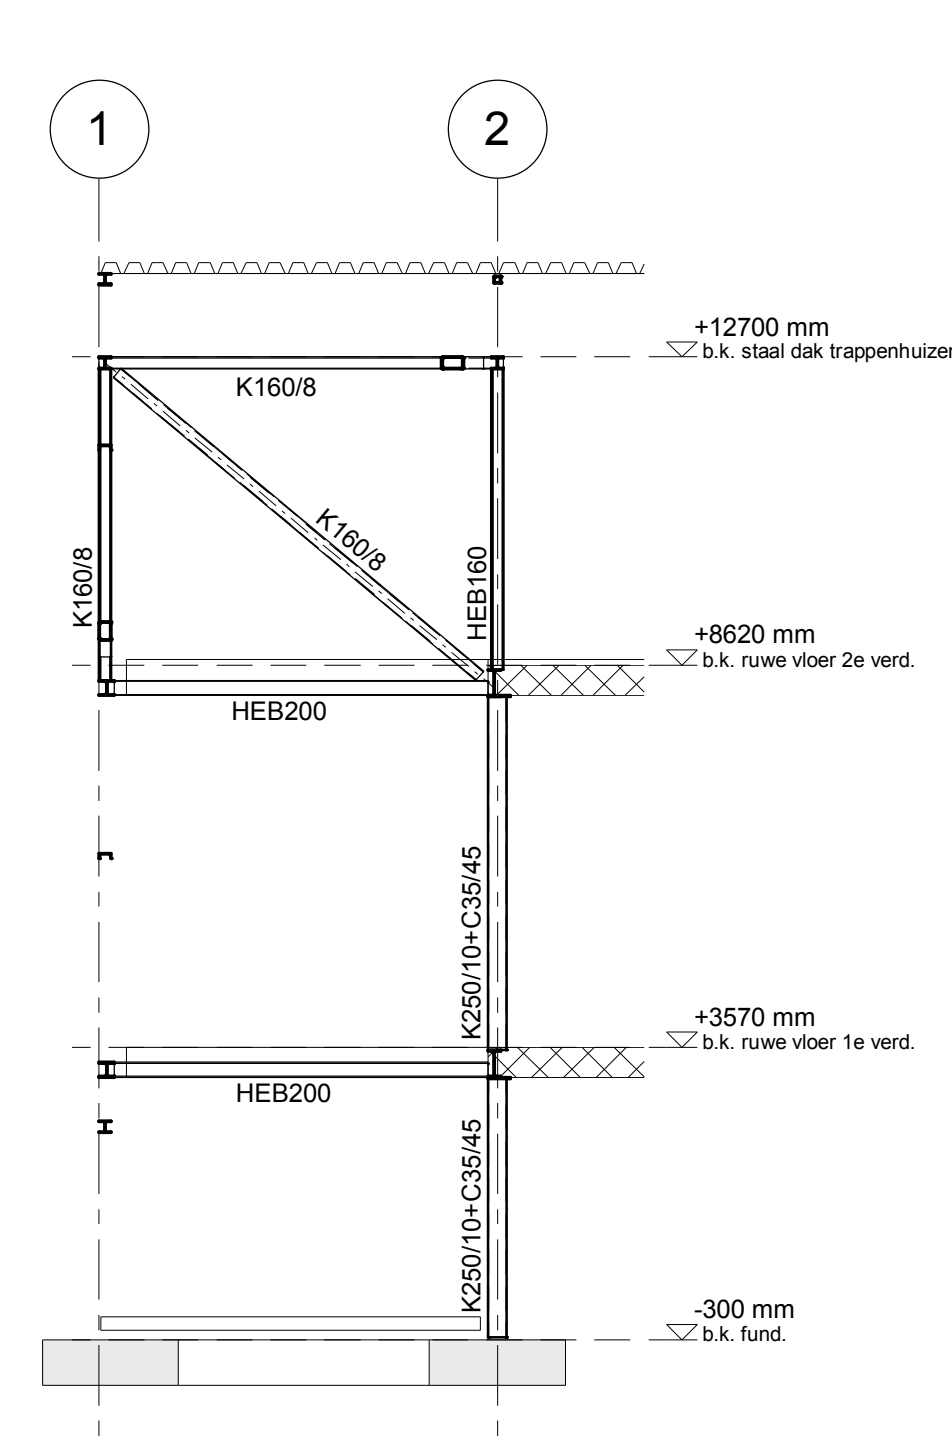 1
2
+12700 mm
b.k. staal dak trappenhuizen
K160/8
K160/8
K160/8
HEB160
+8620 mm
b.k. ruwe vloer 2e verd.
HEB200
K250/10+C35/45
+3570 mm
b.k. ruwe vloer 1e verd.
HEB200
K250/10+C35/45
-300 mm
b.k. fund.